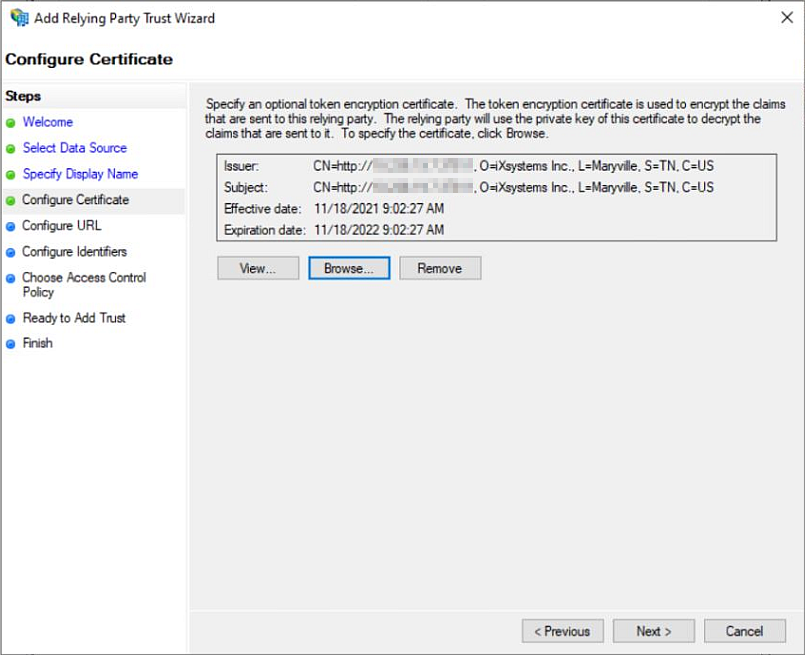 Add Relying Party Trust Wizard
Configure Certificate
Steps
Welcome
Select Data Source
Specify Display Name
Configure Certificate
Configure URL
Configure Identifiers
Choose Access Control
Policy
Ready to Add Trust
Finish
Specify an optional token encryption certificate. The token encryption certificate is used to encrypt the claims
that are sent to this relying party. The relying party will use the private key of this certificate to decrypt the
claims that are sent to it. To specify the certificate, click Browse.
Issuer: CN=http:// , O=iXsystems Inc., L=Maryville, S=TN, C=US
Subject: CN=http:// , O=iXsystems Inc., L=Maryville, S=TN, C=US
Effective date: 11/18/2021 9:02:27 AM
Expiration date: 11/18/2022 9:02:27 AM
View... Browse... Remove
< Previous Next > Cancel